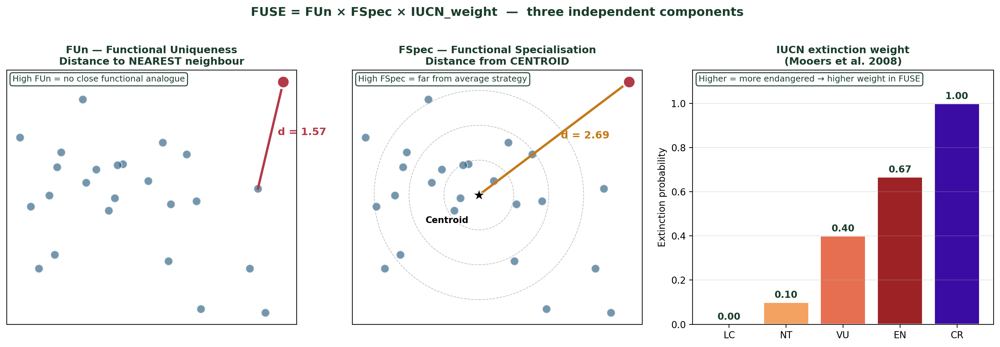 FUSE = FUn × FSpec × IUCN_weight — three independent components
FUn — Functional Uniqueness
Distance to NEAREST neighbour
High FUn = no close functional analogue
d = 1.57
FSpec — Functional Specialisation
Distance from CENTROID
High FSpec = far from average strategy
d = 2.69
Centroid
IUCN extinction weight
(Mooers et al. 2008)
Higher = more endangered → higher weight in FUSE
Extinction probability
1.0
0.8
0.6
0.4
0.2
0.0
0.00
0.10
0.40
0.67
1.00
LC
NT
VU
EN
CR